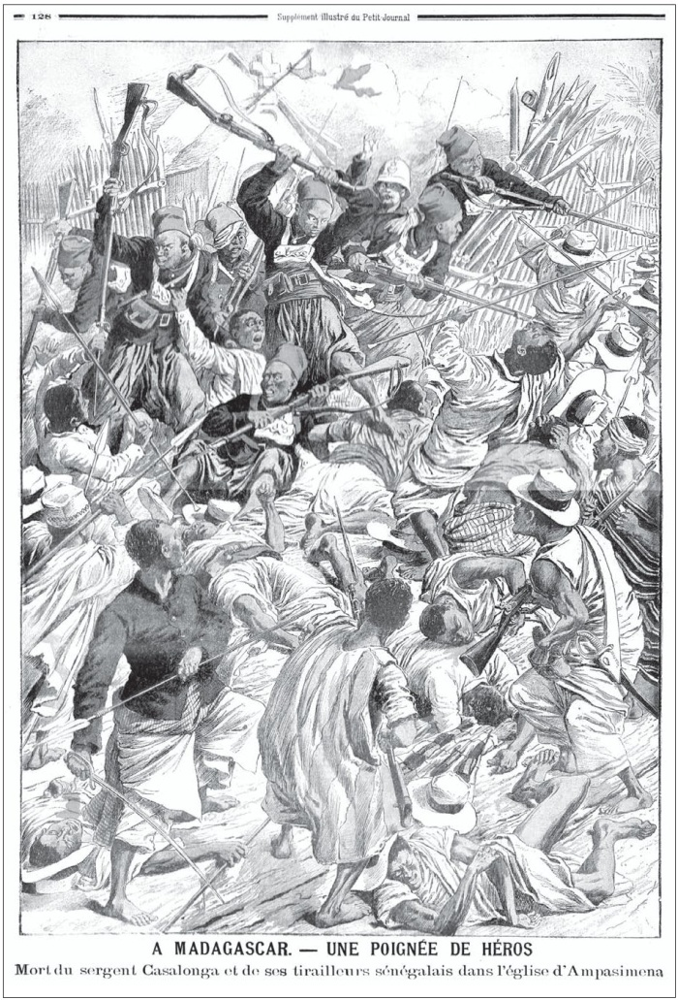 128
Supplément illustré du Petit Journal
A MADAGASCAR. — UNE POIGNÉE DE HÉROS
Mort du sergent Casalonga et de ses tirailleurs sénégalais dans l'église d'Ampasimena